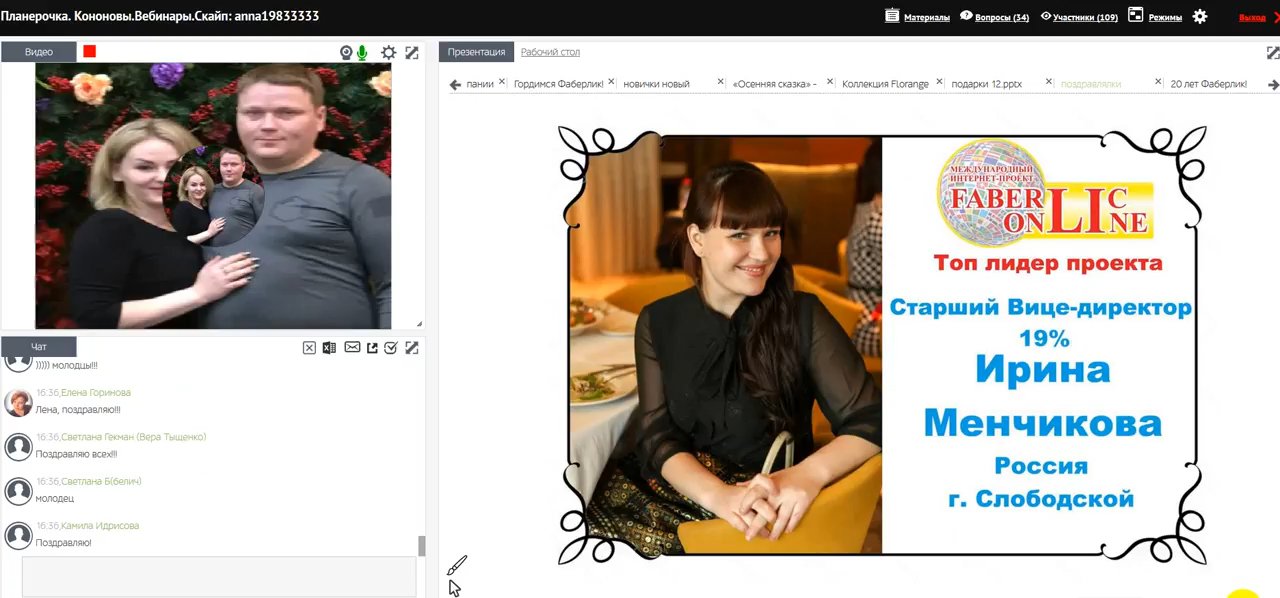 Планерочка. Кононовы.Вебинары.Скайп: anna19833333
Материалы
Вопросы (34)
Участники (109)
Режимы
Выход
Видео
Презентация
Рабочий стол
пании
Гордимся Фаберлик!
новички новый
«Осенняя сказка» -
Коллекция Florange
подарки 12.pptx
поздравлялки
20 лет Фаберлик!
МЕЖДУНАРОДНЫЙ
ИНТЕРНЕТ-ПРОЕКТ
FABERLIC
ONLINE
Топ лидер проекта
Старший Вице-директор
19%
Ирина
Менчикова
Россия
г. Слободской
Чат
))))) молодцы!!!
16:36,Елена Горинова
Лена, поздравляю!!!
16:36,Светлана Гекман (Вера Тыщенко)
Поздравляю всех!!!
16:36,Светлана Б(белич)
молодец
16:36,Камила Идрисова
Поздравляю!